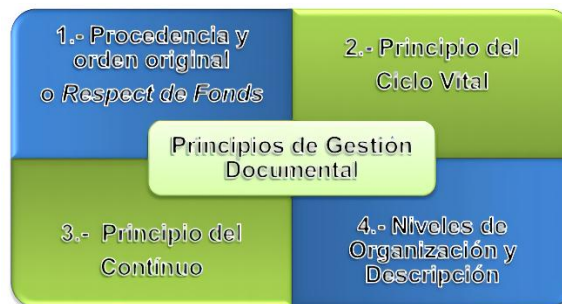 1.- Procedencia y
orden original
o Respect de Fonds
2.- Principio del
Ciclo Vital
Principios de Gestión
Documental
3.- Principio del
Contínuo
4.- Niveles de
Organización y
Descripción